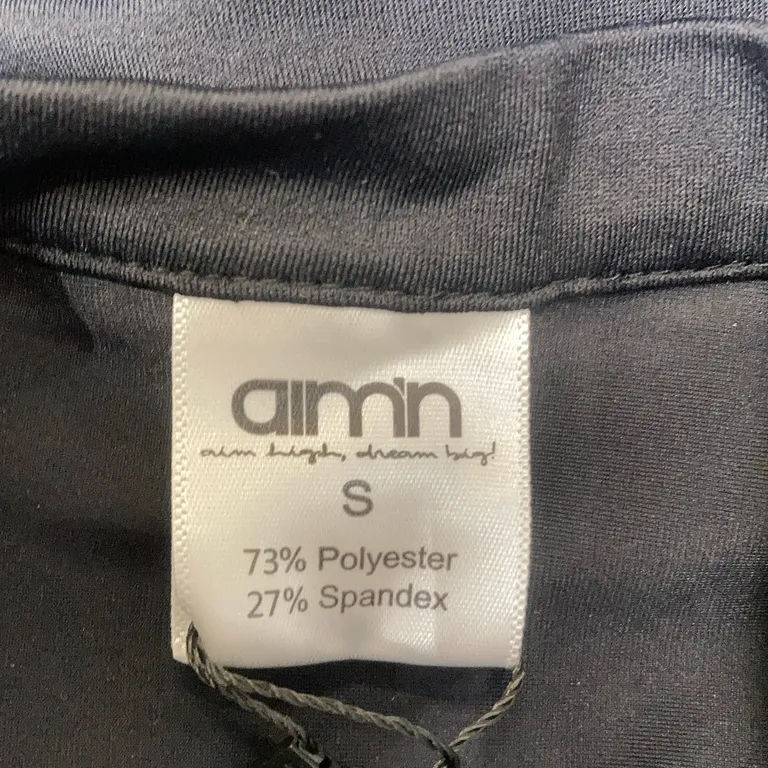 aim'n
aim high, dream big!
S
73% Polyester
27% Spandex